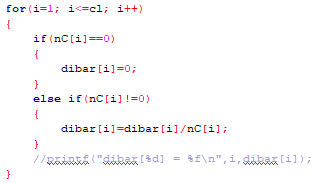 for(i=1; i<=cl; i++)
{
if(nC[i]==0)
{
dibar[i]=0;
}
else if(nC[i]!=0)
{
dibar[i]=dibar[i]/nC[i];
}
//printf("dibar[%d] = %f\n",i,dibar[i]);
}